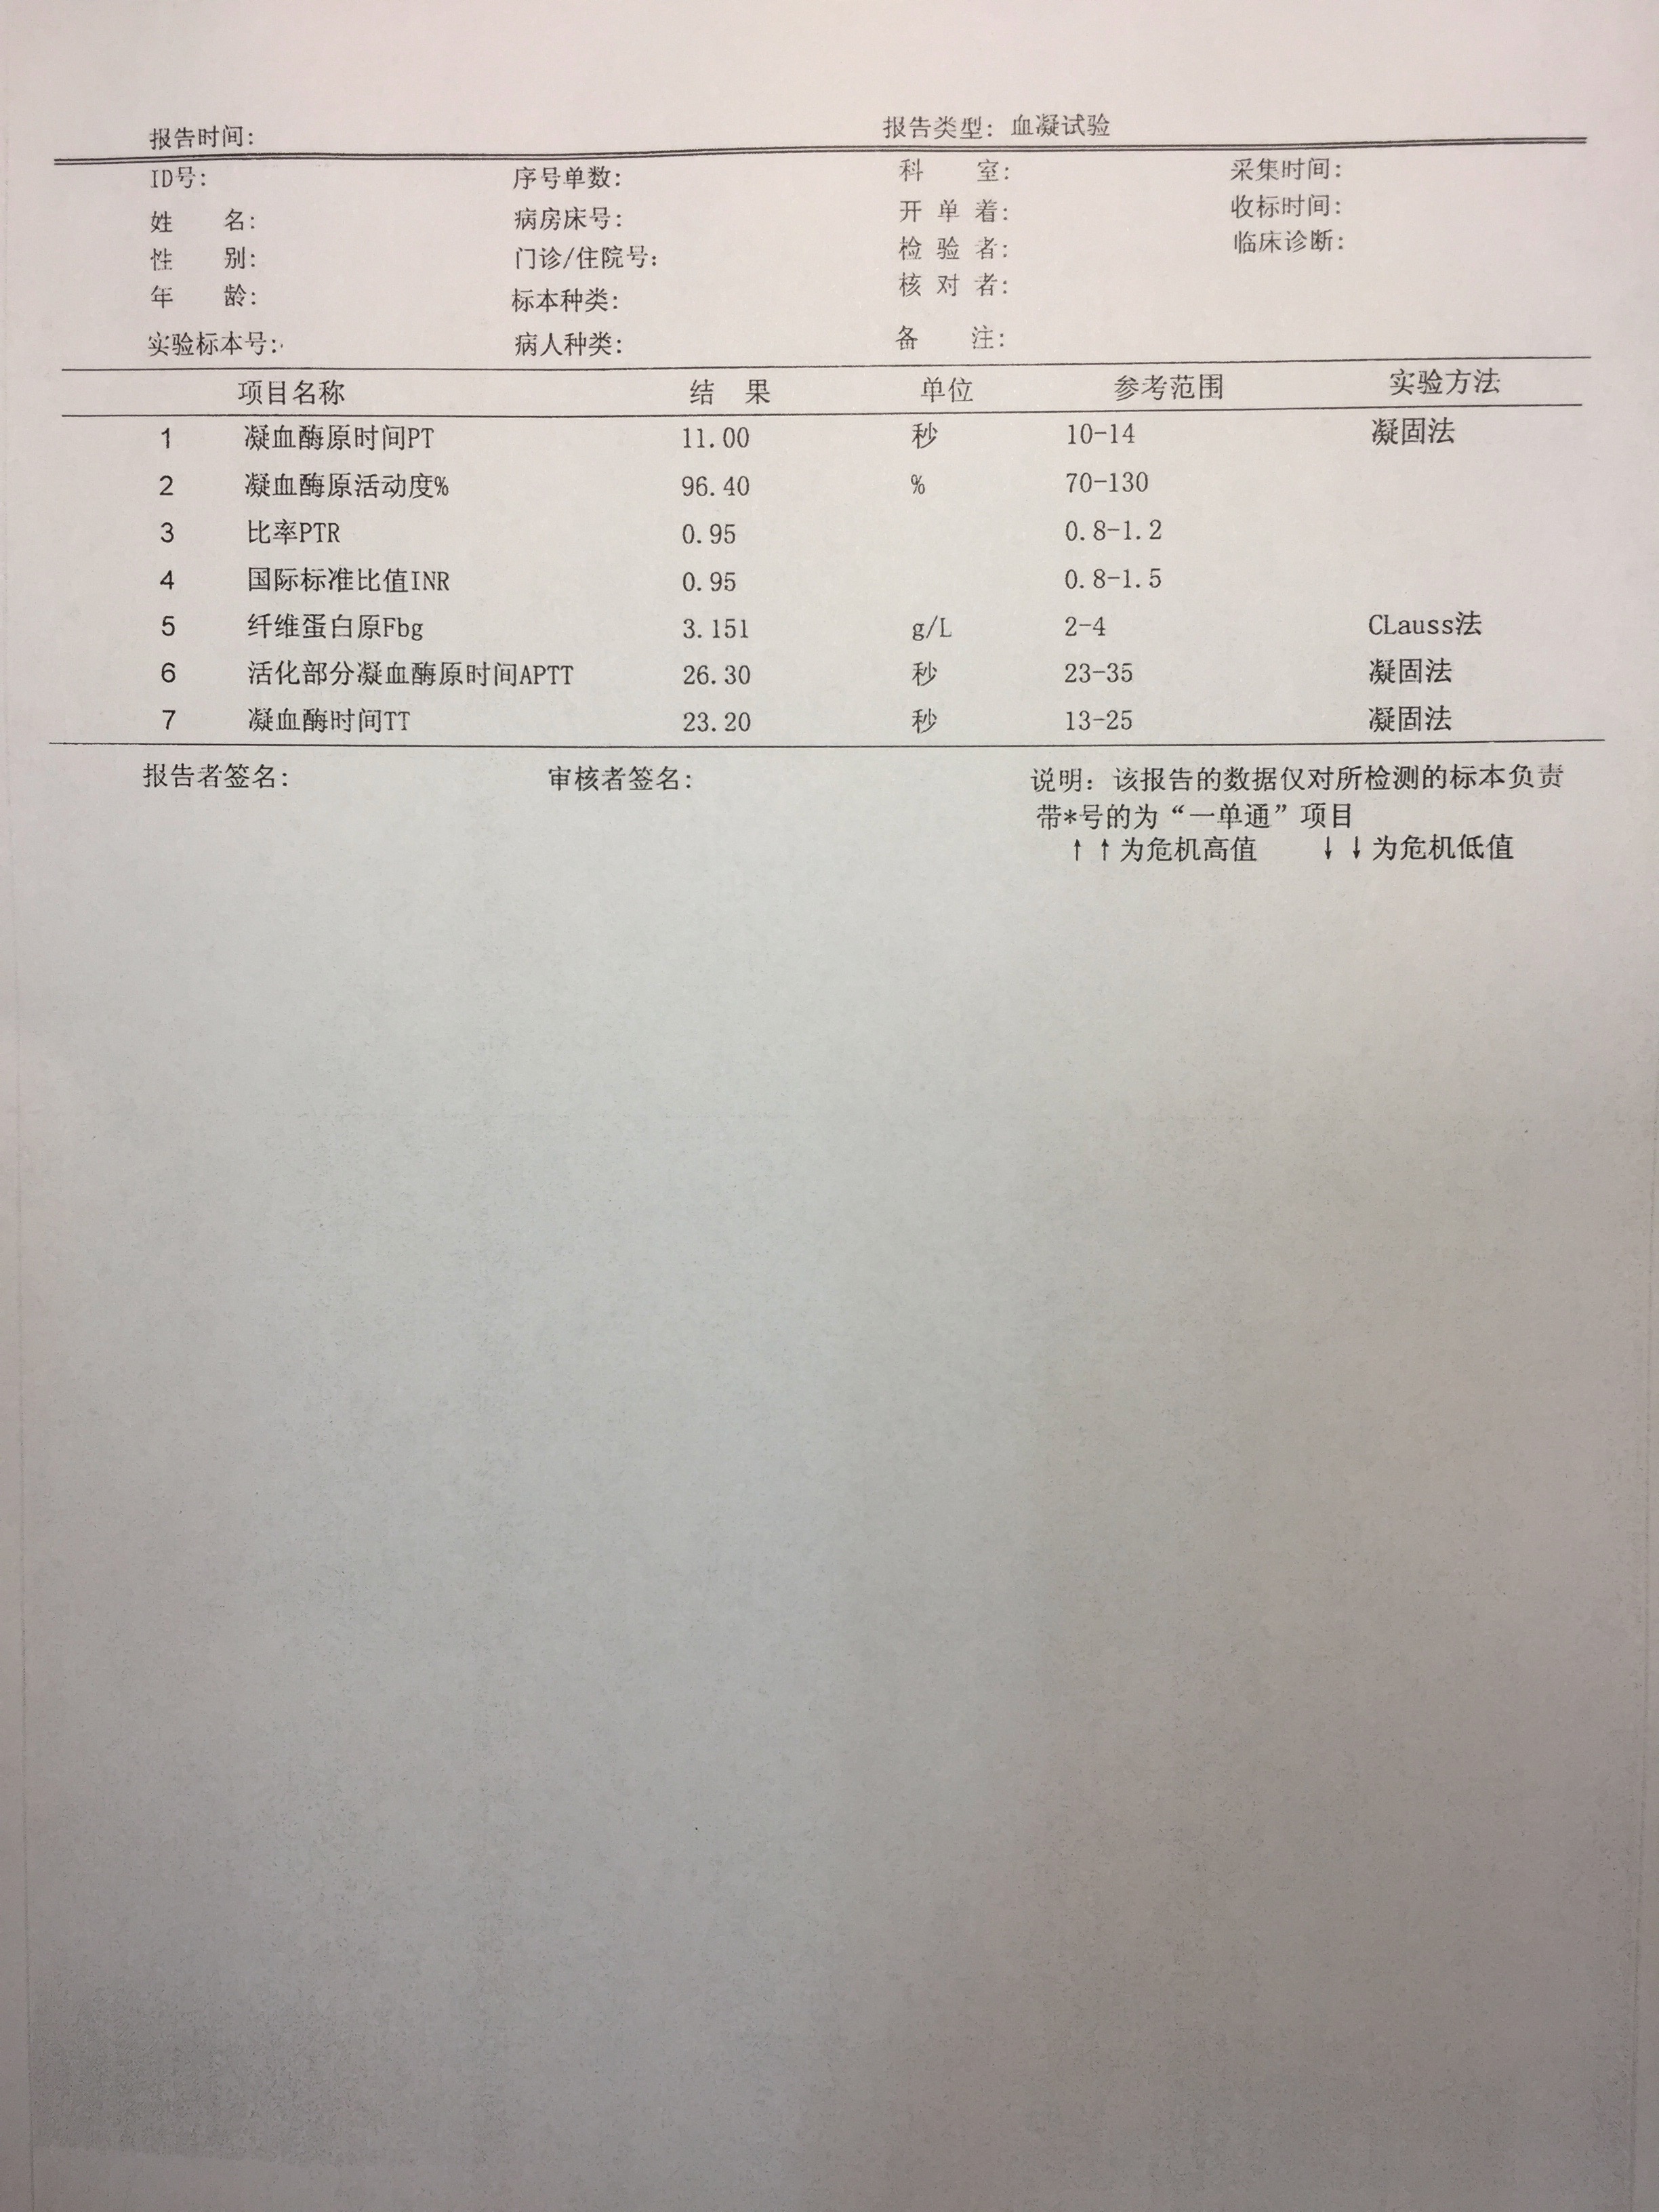 报告时间: 报告类型: 血凝试验
ID号: 序号单数: 科 室: 采集时间:
姓 名: 病房床号: 开 单 着: 收标时间:
性 别: 门诊/住院号: 检 验 者: 临床诊断:
年 龄: 标本种类: 核 对 者:
实验标本号: 病人种类: 备 注:
项目名称 结 果 单位 参考范围 实验方法
1 凝血酶原时间PT 11.00 秒 10-14 凝固法
2 凝血酶原活动度% 96.40 % 70-130
3 比率PTR 0.95 0.8-1.2
4 国际标准比值INR 0.95 0.8-1.5
5 纤维蛋白原Fbg 3.151 g/L 2-4 CLauss法
6 活化部分凝血酶原时间APTT 26.30 秒 23-35 凝固法
7 凝血酶时间TT 23.20 秒 13-25 凝固法
报告者签名: 审核者签名: 说明: 该报告的数据仅对所检测的标本负责
带*号的为“一单通”项目
↑↑为危机高值 ↓↓为危机低值